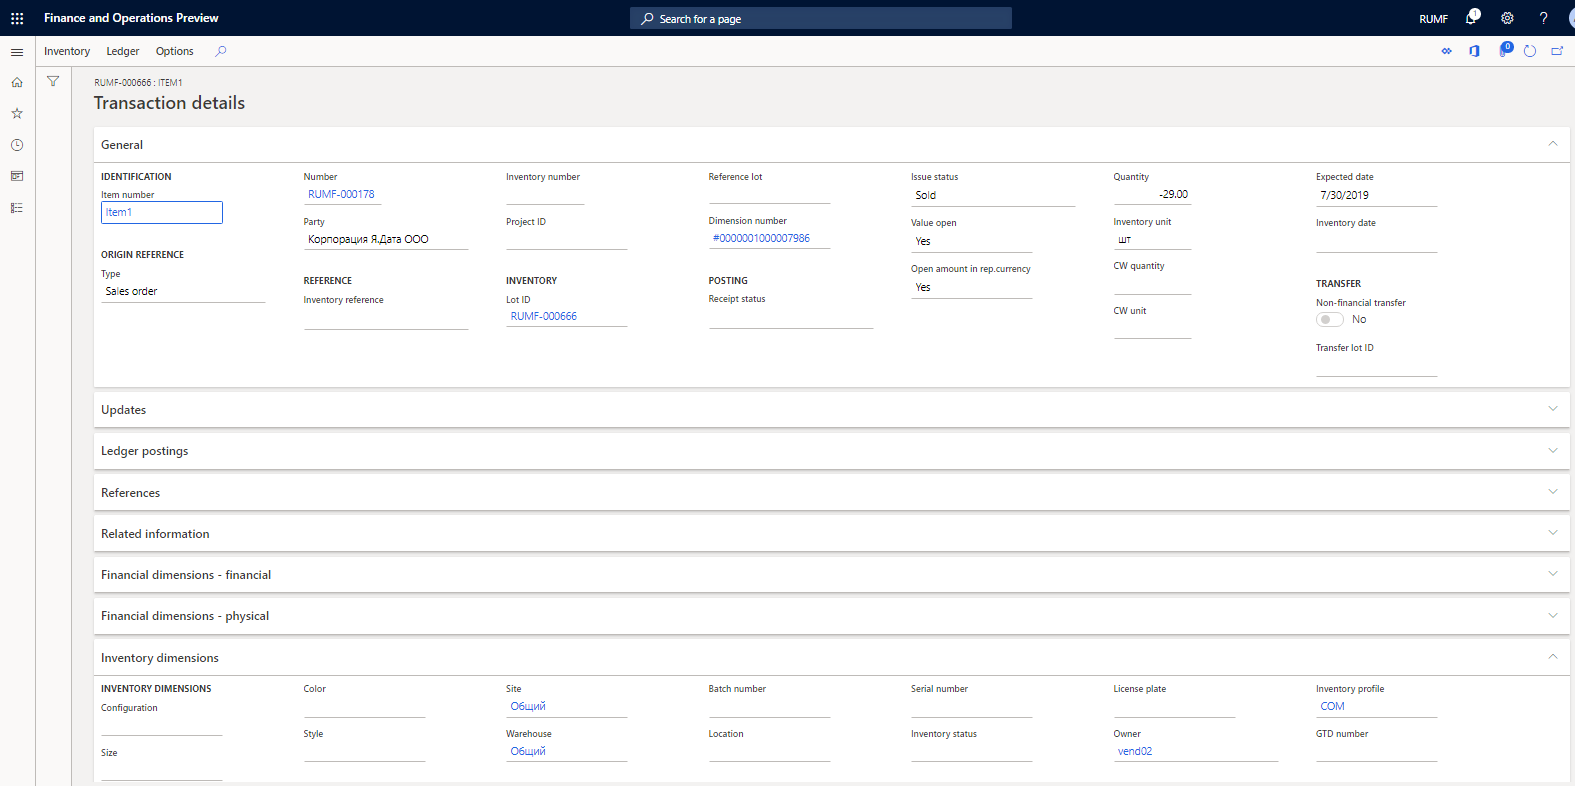 Finance and Operations Preview
Search for a page
RUMF
1
?
Inventory
Ledger
Options
0
RUMF-000666 : ITEM1
Transaction details
General
IDENTIFICATION
Item number
Item1
ORIGIN REFERENCE
Type
Sales order
Number
RUMF-000178
Party
Корпорация Я.Дата ООО
REFERENCE
Inventory reference
Inventory number
Project ID
INVENTORY
Lot ID
RUMF-000666
Reference lot
Dimension number
#0000001000007986
POSTING
Receipt status
Issue status
Sold
Value open
Yes
Open amount in rep.currency
Yes
Quantity
-29.00
Inventory unit
шт
CW quantity
CW unit
Expected date
7/30/2019
Inventory date
TRANSFER
Non-financial transfer
No
Transfer lot ID
Updates
Ledger postings
References
Related information
Financial dimensions - financial
Financial dimensions - physical
Inventory dimensions
INVENTORY DIMENSIONS
Configuration
Size
Color
Style
Site
Общий
Warehouse
Общий
Batch number
Location
Serial number
Inventory status
License plate
Owner
vend02
Inventory profile
COM
GTD number